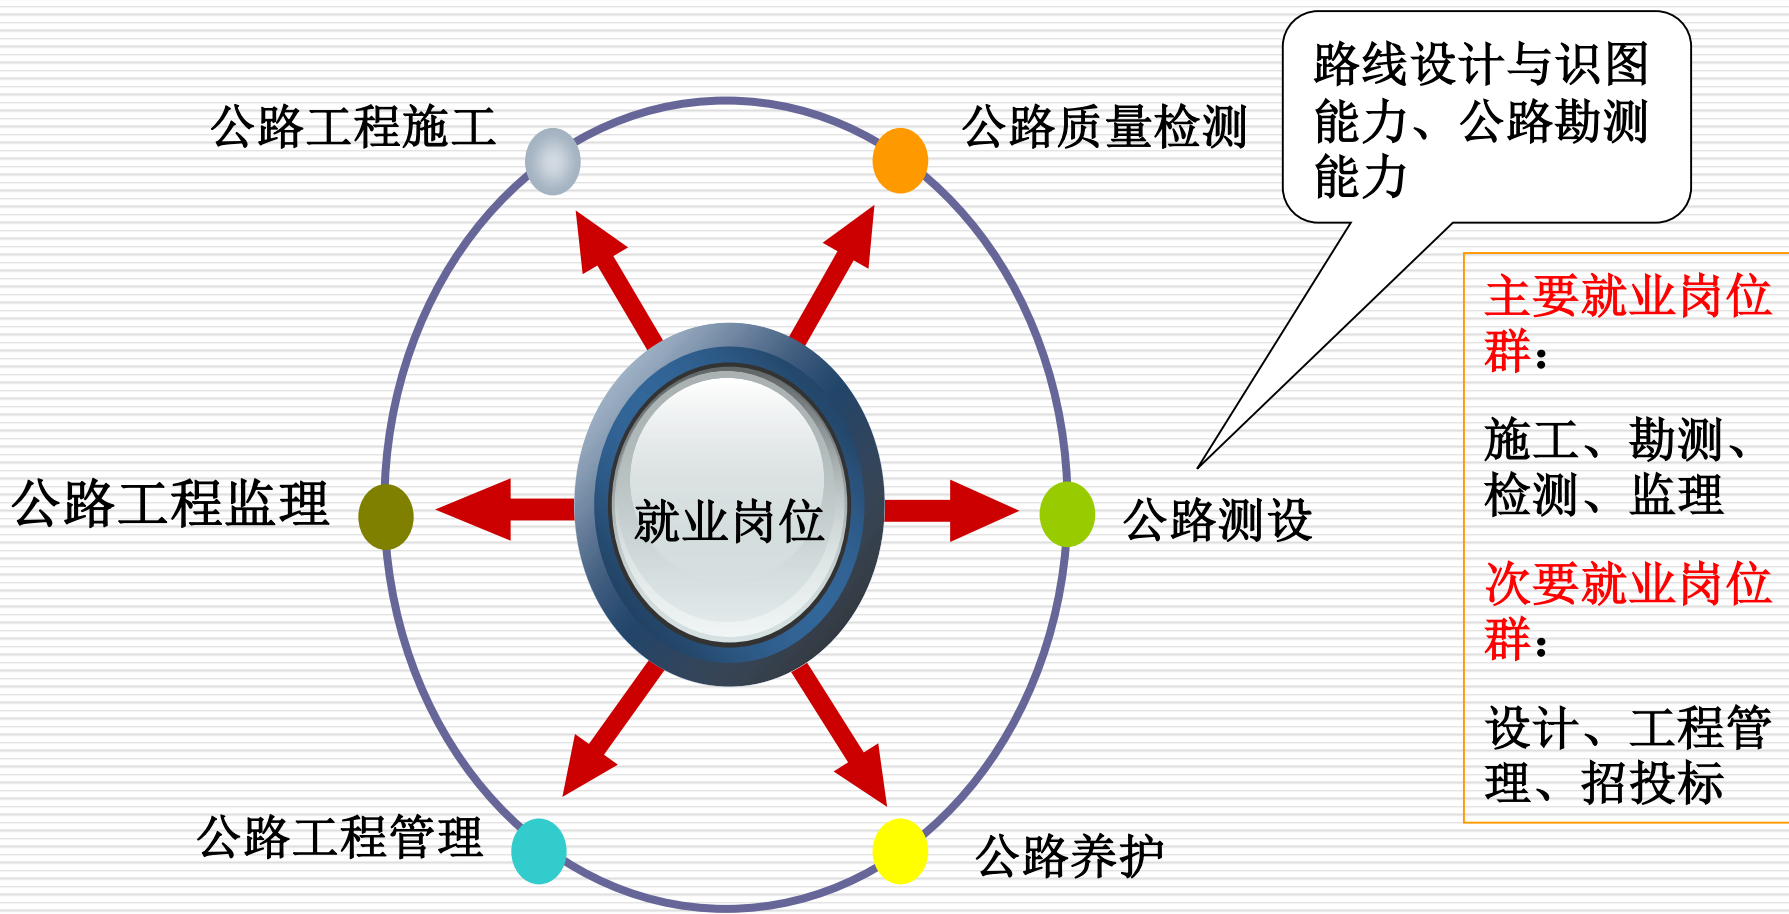 公路工程施工
公路质量检测
路线设计与识图
能力、公路勘测
能力
公路工程监理
就业岗位
公路测设
公路工程管理
公路养护
主要就业岗位
群：
施工、勘测、
检测、监理
次要就业岗位
群：
设计、工程管
理、招投标